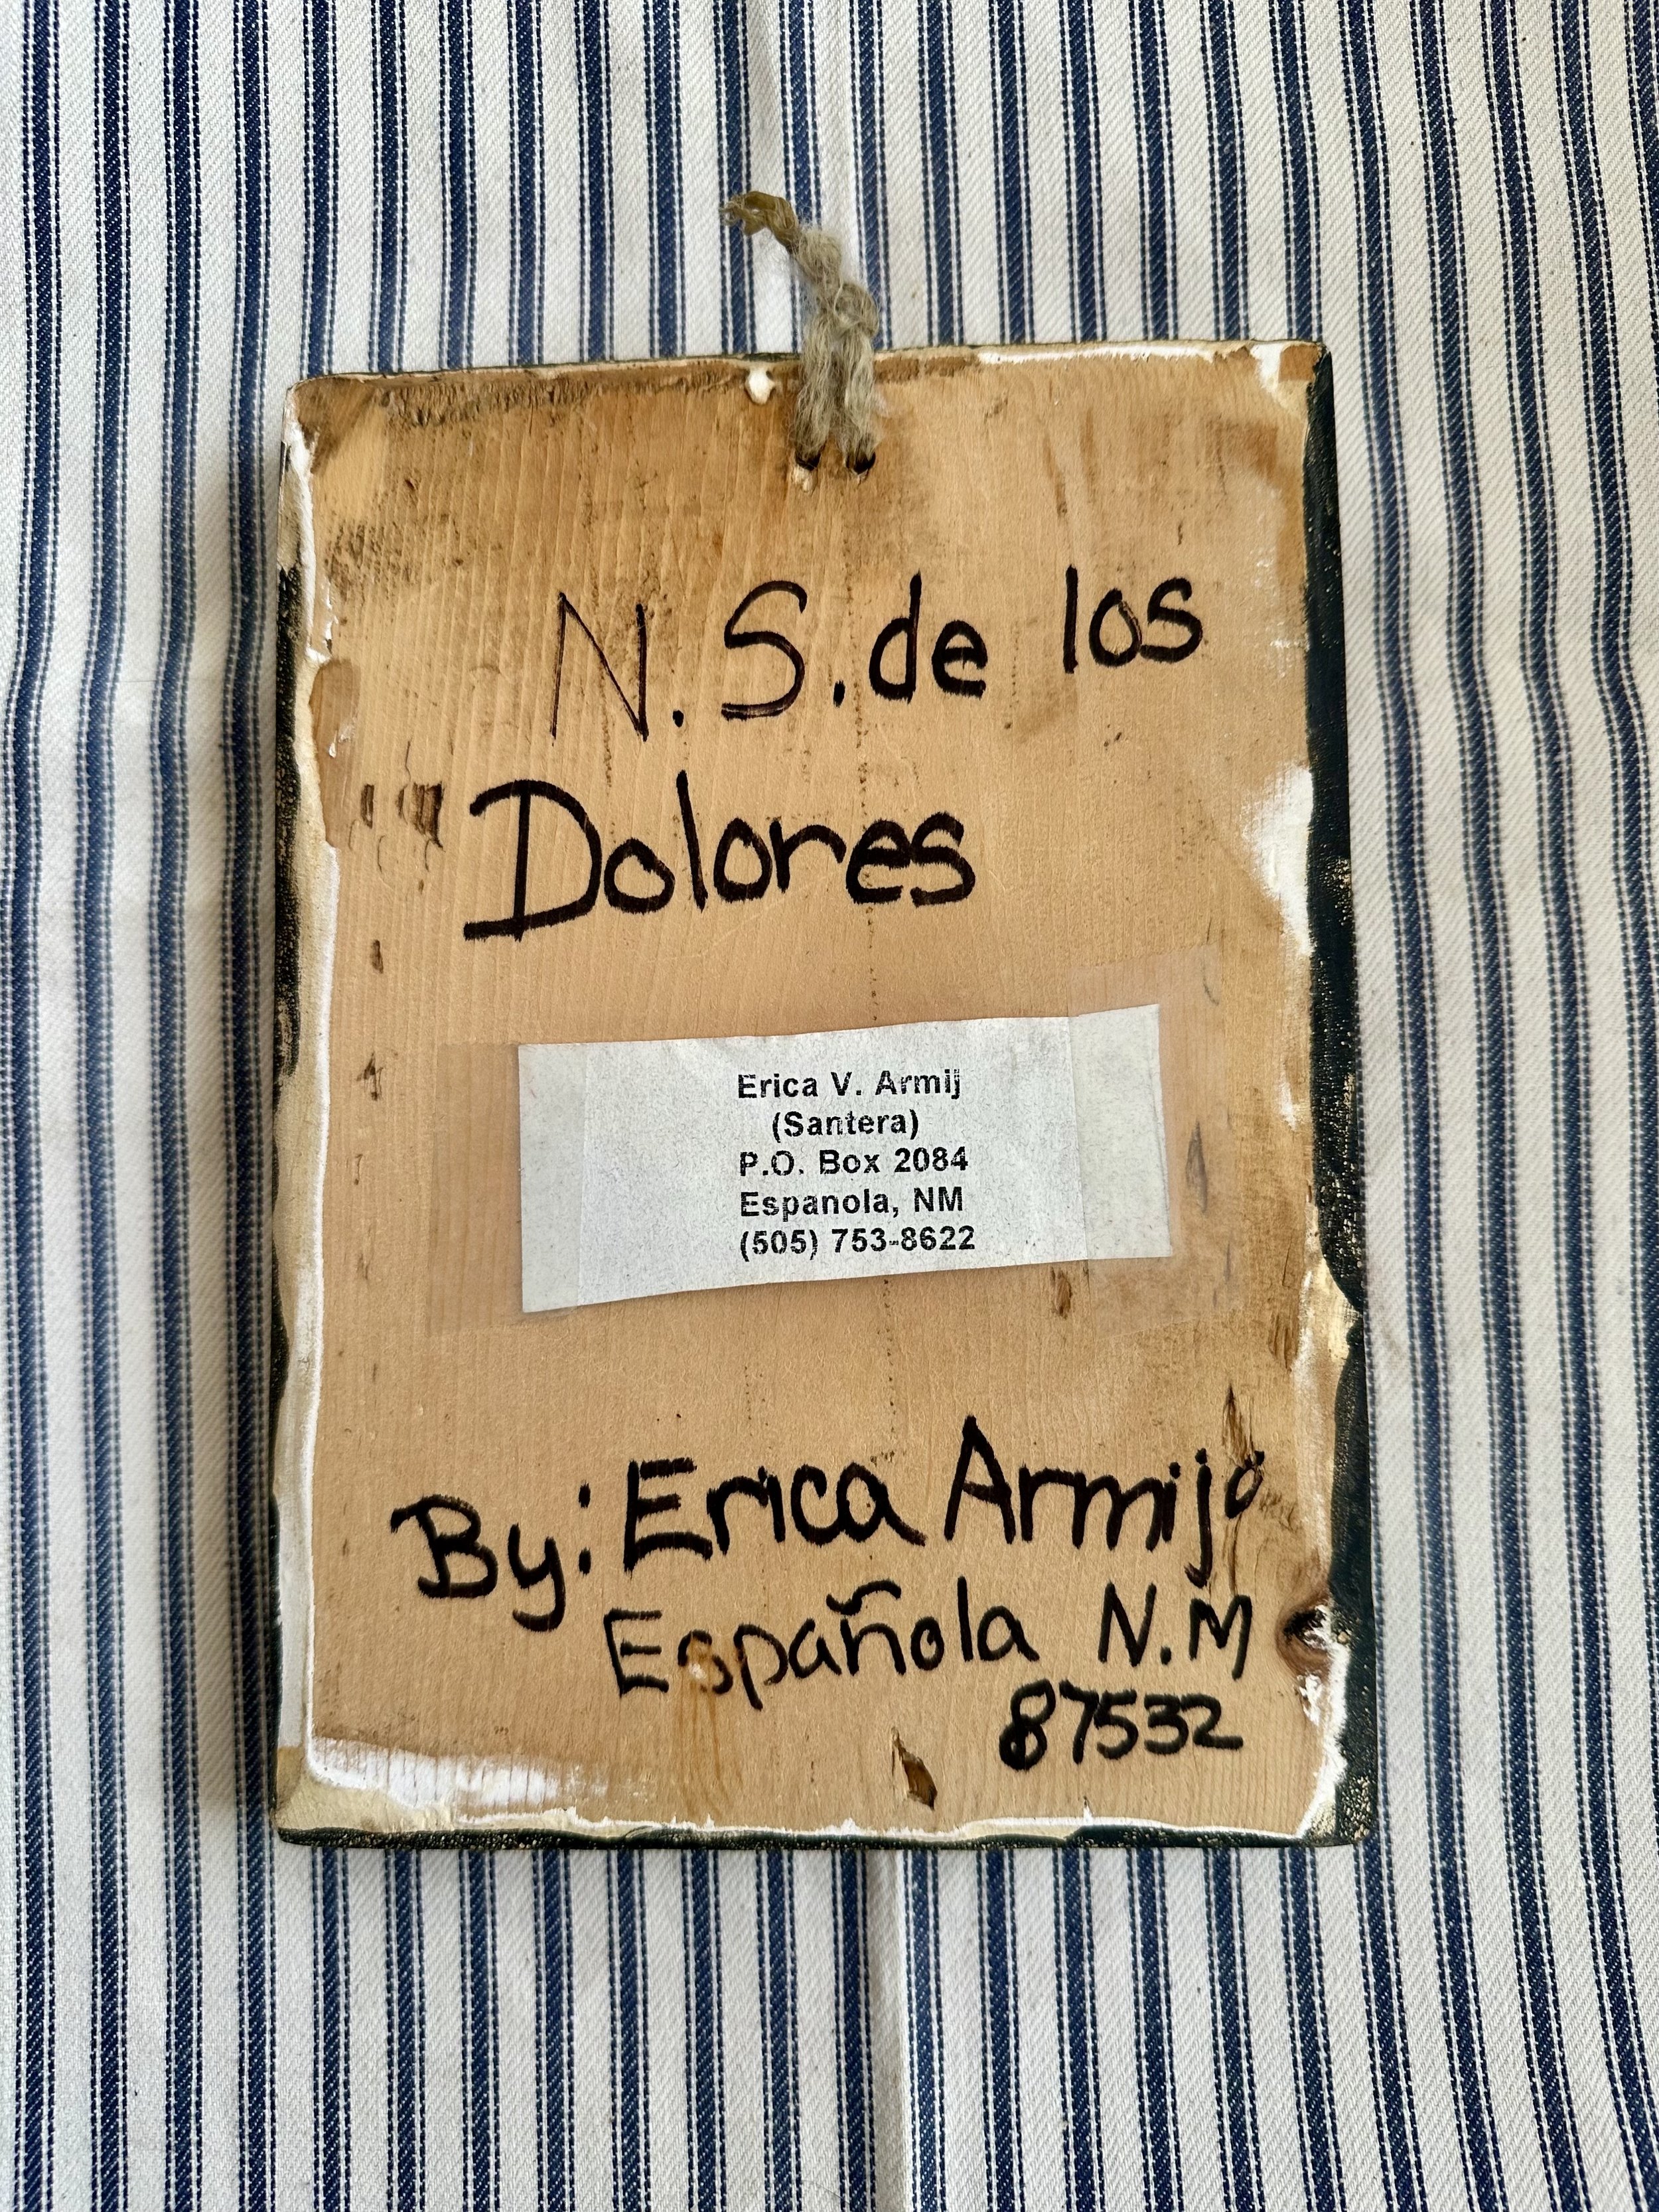 N.S. de los
Dolores
Erica V. Armij
(Santera)
P.O. Box 2084
Espanola, NM
(505) 753-8622
By: Erica Armijo
Española N.M
87532